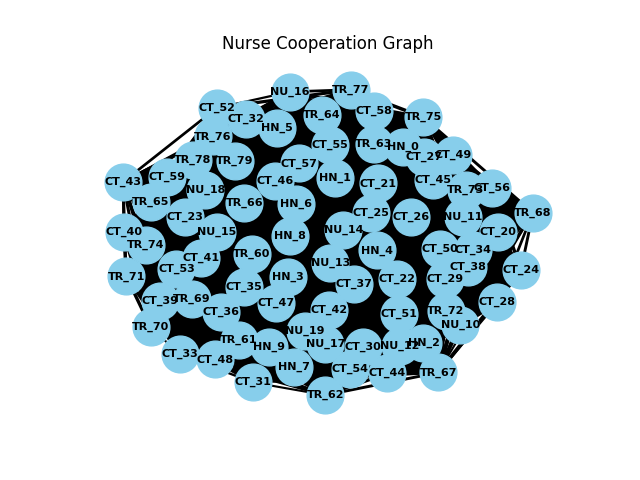 Nurse Cooperation Graph
NU_16
TR_77
CT_52
CT_32
HN_5
TR_64
CT_58
TR_75
TR_76
CT_55
TR_63
HN_0
CT_27
CT_49
TR_78
TR_79
CT_57
CT_43
CT_59
NU_18
CT_46
HN_1
CT_21
CT_45
TR_73
CT_56
TR_65
TR_66
HN_6
CT_23
CT_25
CT_26
NU_11
TR_68
CT_40
TR_74
NU_15
HN_8
NU_14
HN_4
CT_50
CT_34
CT_20
TR_71
CT_53
CT_41
TR_60
HN_3
NU_13
CT_37
CT_22
CT_29
CT_38
CT_24
CT_39
TR_69
CT_35
CT_36
CT_47
CT_42
CT_51
TR_72
NU_10
CT_28
TR_70
CT_33
CT_48
TR_61
HN_9
NU_19
NU_17
CT_30
NU_12
HN_2
CT_31
HN_7
CT_54
CT_44
TR_67
TR_62